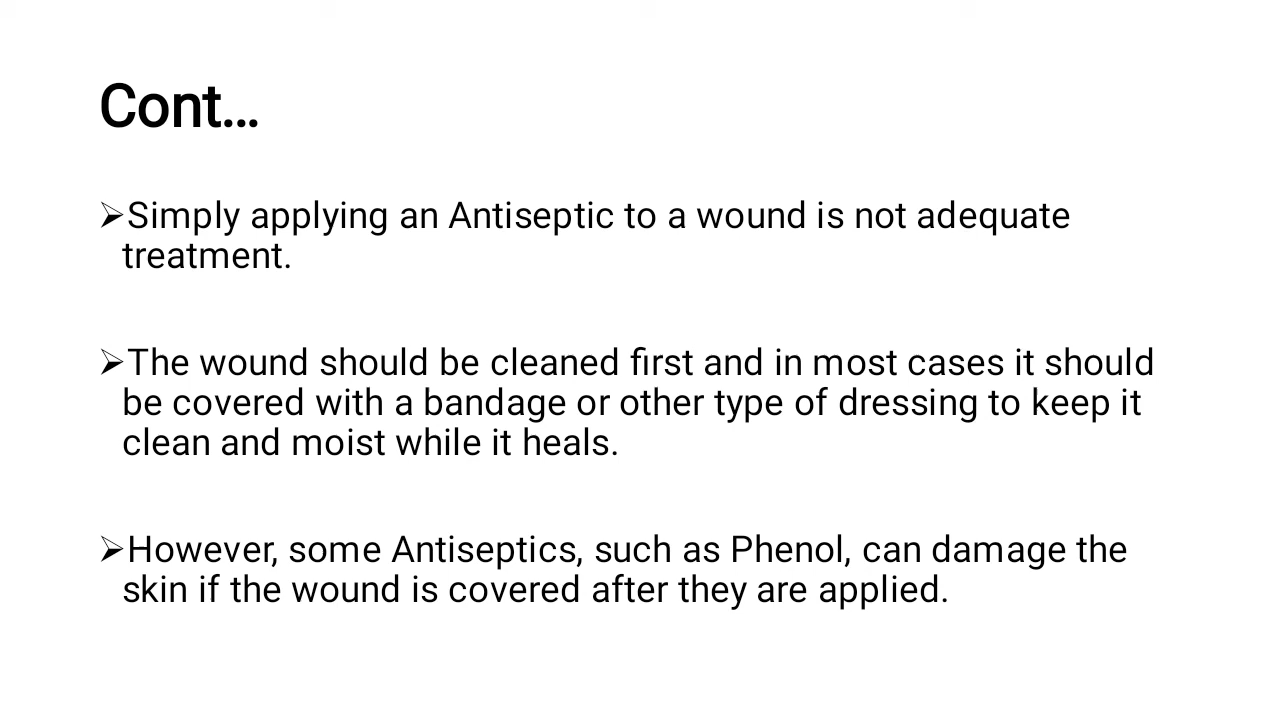 Cont...
➢Simply applying an Antiseptic to a wound is not adequate
treatment.
➢The wound should be cleaned first and in most cases it should
be covered with a bandage or other type of dressing to keep it
clean and moist while it heals.
➢However, some Antiseptics, such as Phenol, can damage the
skin if the wound is covered after they are applied.